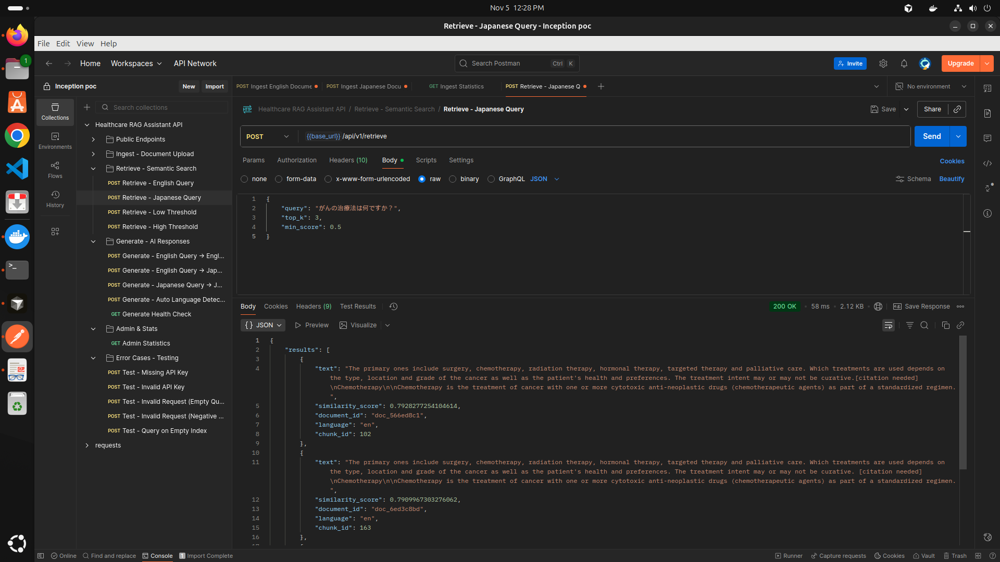 Nov 5 12:28 PM
Retrieve - Japanese Query - Inception poc
File Edit View Help
1
Home Workspaces API Network
Search Postman Ctrl K
Invite
Upgrade
Inception poc New Import
POST Ingest English Docume
POST Ingest Japanese Docu
GET Ingest Statistics
POST Retrieve - Japanese Q
No environment
Collections
Environments
Flows
History
Search collections
Healthcare RAG Assistant API
Public Endpoints
Ingest - Document Upload
Retrieve - Semantic Search
POST Retrieve - English Query
POST Retrieve - Japanese Query
POST Retrieve - Low Threshold
POST Retrieve - High Threshold
Generate - AI Responses
POST Generate - English Query → Engl...
POST Generate - English Query → Jap...
POST Generate - Japanese Query → J...
POST Generate - Auto Language Detec...
GET Generate Health Check
Admin & Stats
GET Admin Statistics
Error Cases - Testing
POST Test - Missing API Key
POST Test - Invalid API Key
POST Test - Invalid Request (Empty Qu...
POST Test - Invalid Request (Negative ...
POST Test - Query on Empty Index
requests
HTTP Healthcare RAG Assistant API / Retrieve - Semantic Search / Retrieve - Japanese Query
Save Share
POST {{base_url}} /api/v1/retrieve Send
Params Authorization Headers (10) Body Scripts Settings Cookies
none form-data x-www-form-urlencoded raw binary GraphQL JSON Schema Beautify
1 {
2 "query": "がんの治療法は何ですか？",
3 "top_k": 3,
4 "min_score": 0.5
5 }
Body Cookies Headers (9) Test Results 200 OK 58 ms 2.12 KB e.g. Save Response
{} JSON Preview Visualize
1 {
2 "results": [
3 {
4 "text": "The primary ones include surgery, chemotherapy, radiation therapy, hormonal therapy, targeted therapy and palliative care. Which treatments are used depends on
the type, location and grade of the cancer as well as the patient's health and preferences. The treatment intent may or may not be curative.[citation needed]
\nChemotherapy\n\nChemotherapy is the treatment of cancer with one or more cytotoxic anti-neoplastic drugs (chemotherapeutic agents) as part of a standardized regimen.
",
5 "similarity_score": 0.7928277254104614,
6 "document_id": "doc_566ed8c1",
7 "language": "en",
8 "chunk_id": 102
9 },
10 {
11 "text": "The primary ones include surgery, chemotherapy, radiation therapy, hormonal therapy, targeted therapy and palliative care. Which treatments are used depends on
the type, location and grade of the cancer as well as the patient's health and preferences. The treatment intent may or may not be curative. [citation needed]
\nChemotherapy\n\nChemotherapy is the treatment of cancer with one or more cytotoxic anti-neoplastic drugs (chemotherapeutic agents) as part of a standardized regimen.
",
12 "similarity_score": 0.7909967303276062,
13 "document_id": "doc_6ed3c8bd",
14 "language": "en",
15 "chunk_id": 163
16 },
Online Find and replace Console 1 Import Complete
Runner Capture requests Cookies Vault Trash